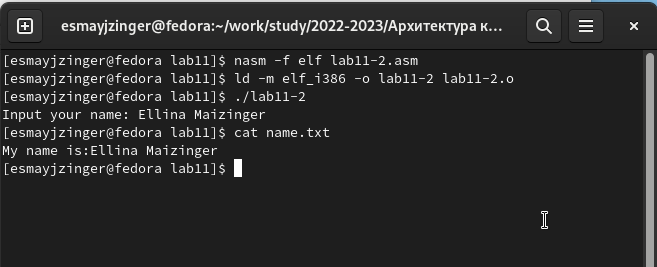 esmayjzinger@fedora:~/work/study/2022-2023/Архитектура к...
[esmayjzinger@fedora lab11]$ nasm -f elf lab11-2.asm
[esmayjzinger@fedora lab11]$ ld -m elf_i386 -o lab11-2 lab11-2.o
[esmayjzinger@fedora lab11]$ ./lab11-2
Input your name: Ellina Maizinger
[esmayjzinger@fedora lab11]$ cat name.txt
My name is:Ellina Maizinger
[esmayjzinger@fedora lab11]$